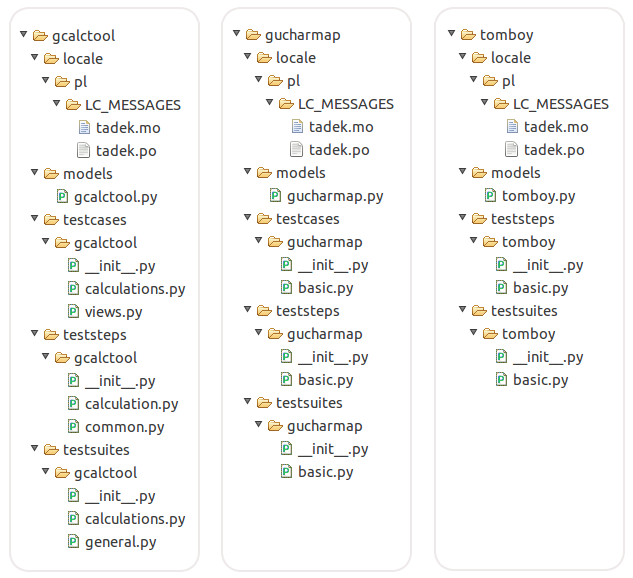 gcalctool
locale
pl
LC_MESSAGES
tadek.mo
tadek.po
models
gcalctool.py
testcases
gcalctool
__init__.py
calculations.py
views.py
teststeps
gcalctool
__init__.py
calculation.py
common.py
testsuites
gcalctool
__init__.py
calculations.py
general.py
gucharmap
locale
pl
LC_MESSAGES
tadek.mo
tadek.po
models
gucharmap.py
testcases
gucharmap
__init__.py
basic.py
teststeps
gucharmap
__init__.py
basic.py
testsuites
gucharmap
__init__.py
basic.py
tomboy
locale
pl
LC_MESSAGES
tadek.mo
tadek.po
models
tomboy.py
teststeps
tomboy
__init__.py
basic.py
testsuites
tomboy
__init__.py
basic.py